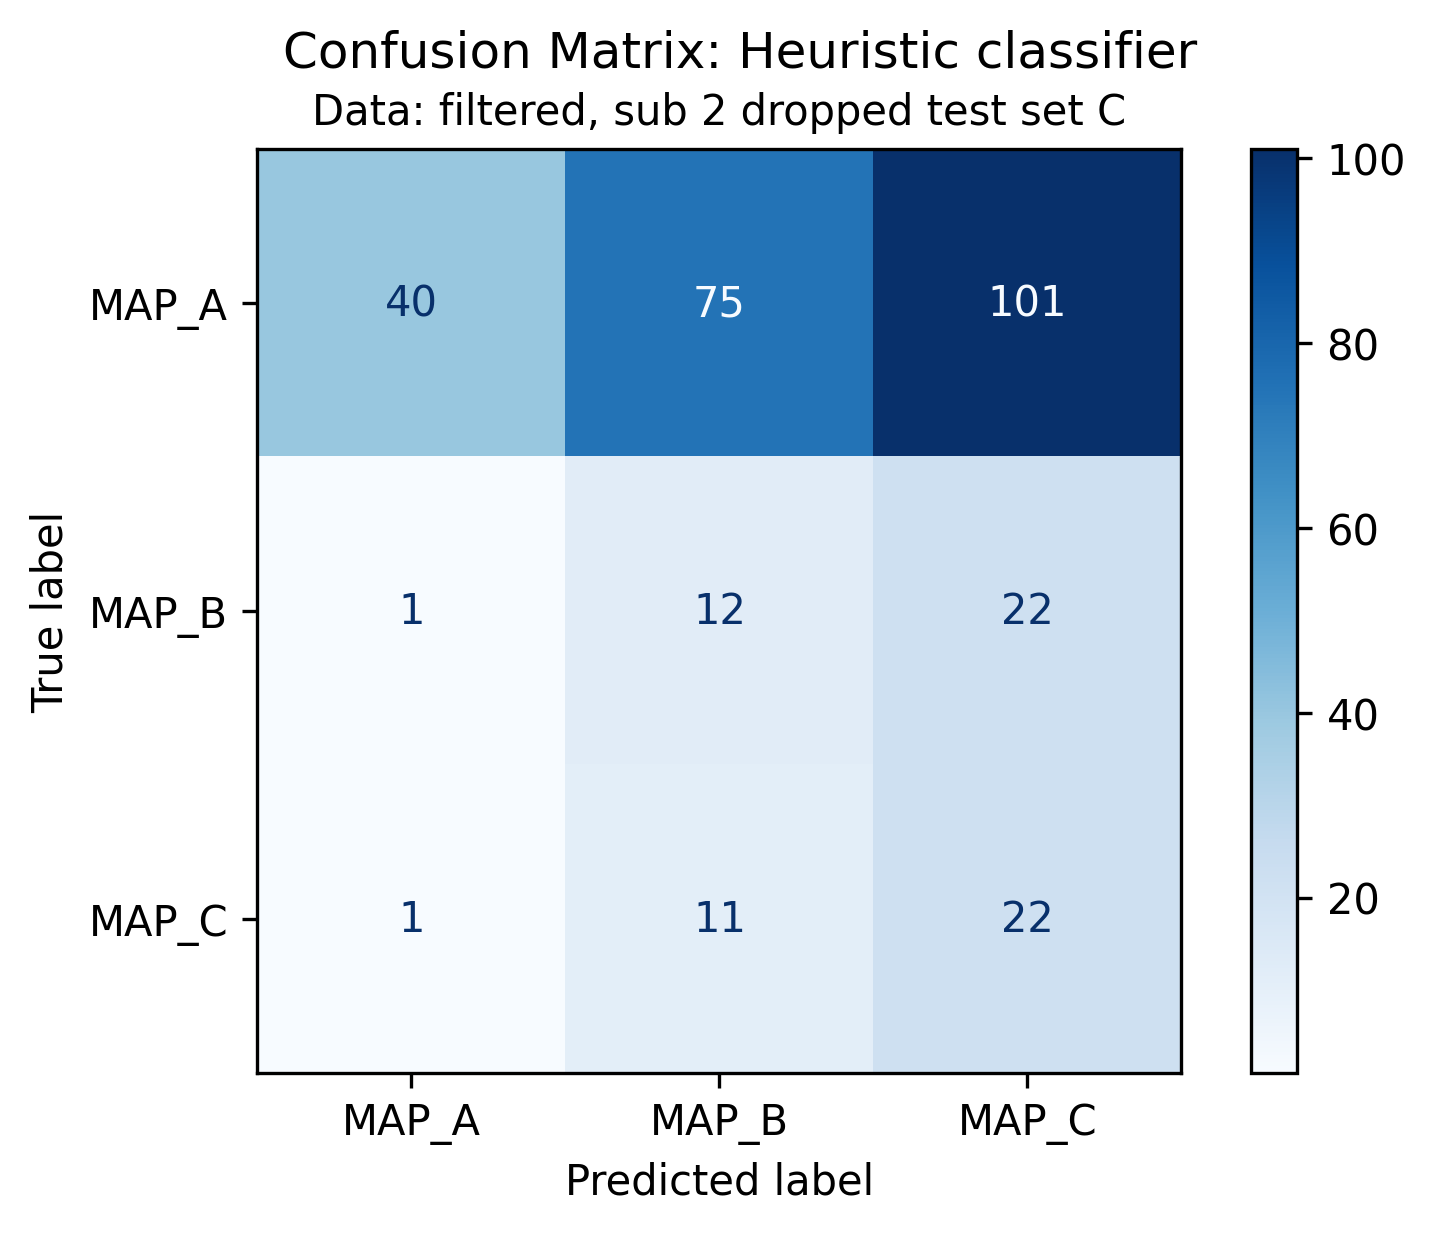 Confusion Matrix: Heuristic classifier
Data: filtered, sub 2 dropped test set C
True label
MAP_A
40
75
101
MAP_B
1
12
22
MAP_C
1
11
22
MAP_A
MAP_B
MAP_C
Predicted label
100
80
60
40
20